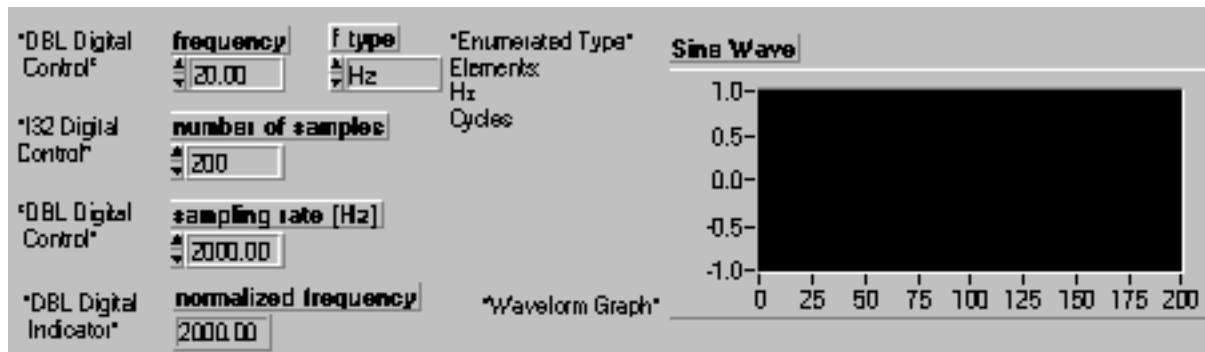 "DBL Digital Control"
frequency
20.00
f type
Hz
"Enumerated Type"
Elements:
Hz
Cycles
"I32 Digital Control"
number of samples
200
"DBL Digital Control"
sampling rate [Hz]
2000.00
"DBL Digital Indicator"
normalized frequency
2000.00
"Waveform Graph"
Sine Wave
1.0
0.5
0.0
-0.5
-1.0
0 25 50 75 100 125 150 175 200